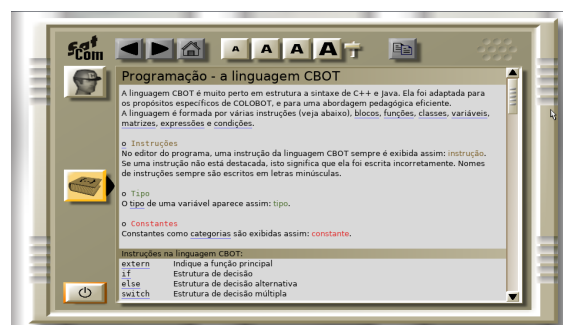 SatCom
A A A A
Programação - a linguagem CBOT
A linguagem CBOT é muito perto em estrutura a sintaxe de C++ e Java. Ela foi adaptada para
os propósitos específicos de COLOBOT, e para uma abordagem pedagógica eficiente.
A linguagem é formada por várias instruções (veja abaixo), blocos, funções, classes, variáveis,
matrizes, expressões e condições.
o Instruções
No editor do programa, uma instrução da linguagem CBOT sempre é exibida assim: instrução.
Se uma instrução não está destacada, isto significa que ela foi escrita incorretamente. Nomes
de instruções sempre são escritos em letras minúsculas.
o Tipo
O tipo de uma variável aparece assim: tipo.
o Constantes
Constantes como categorias são exibidas assim: constante.
Instruções na linguagem CBOT:
extern Indique a função principal
if Estrutura de decisão
else Estrutura de decisão alternativa
switch Estrutura de decisão múltipla